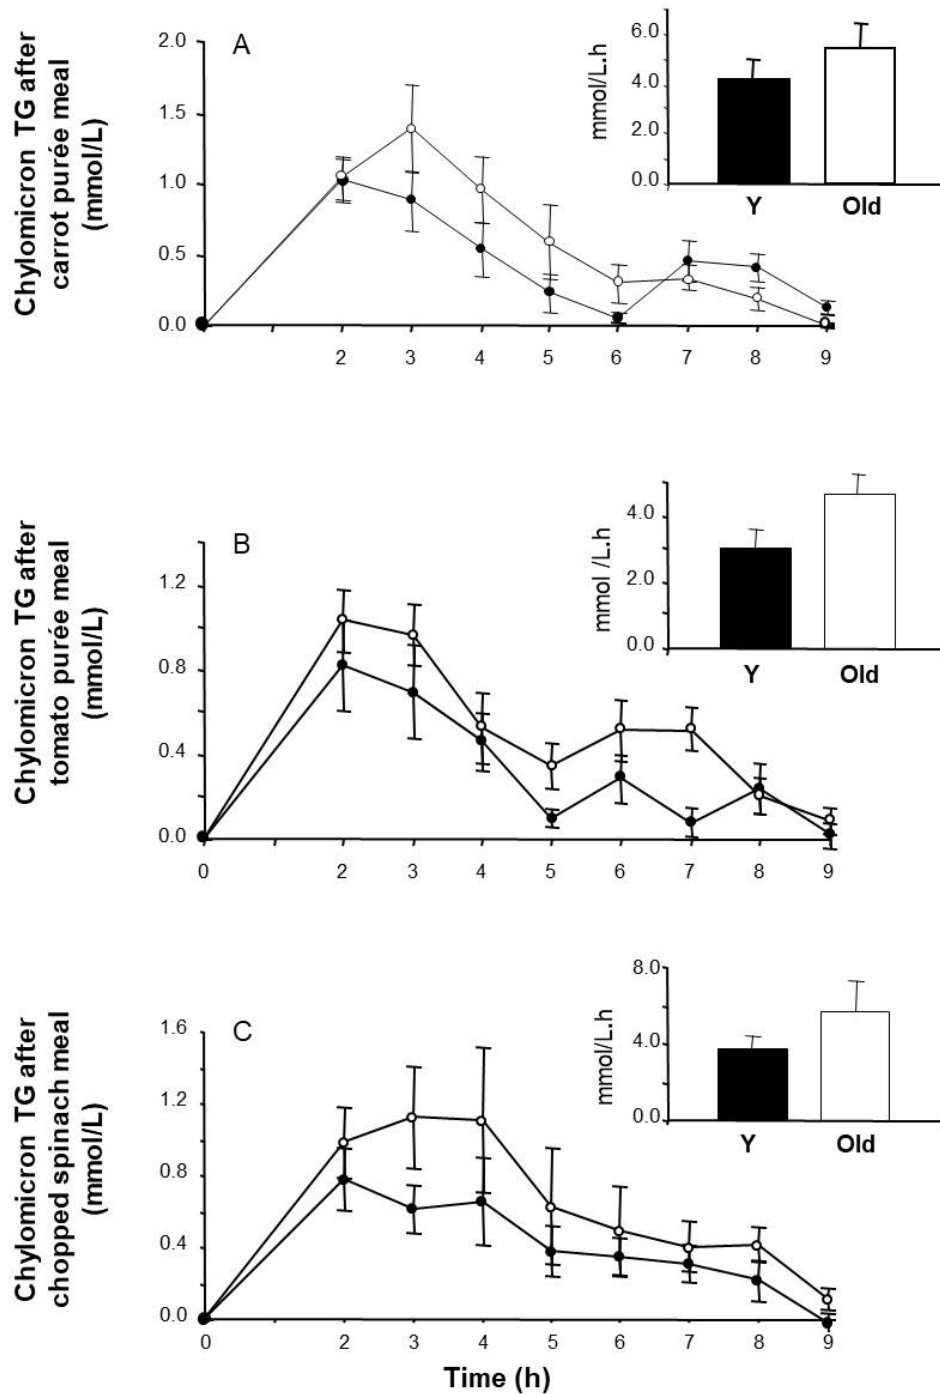 Chylomicron TG after
carrot purée meal
(mmol/L)
2.0
1.5
1.0
0.5
0.0
A
2 3 4 5 6 7 8 9
mmol/L.h
6.0
4.0
2.0
0.0
Y Old
Chylomicron TG after
tomato purée meal
(mmol/L)
1.2
0.8
0.4
0.0
B
0 2 3 4 5 6 7 8 9
mmol /L.h
4.0
2.0
0.0
Y Old
Chylomicron TG after
chopped spinach meal
(mmol/L)
1.6
1.2
0.8
0.4
0.0
C
0 2 3 4 5 6 7 8 9
mmol/L.h
8.0
4.0
0.0
Y Old
Time (h)